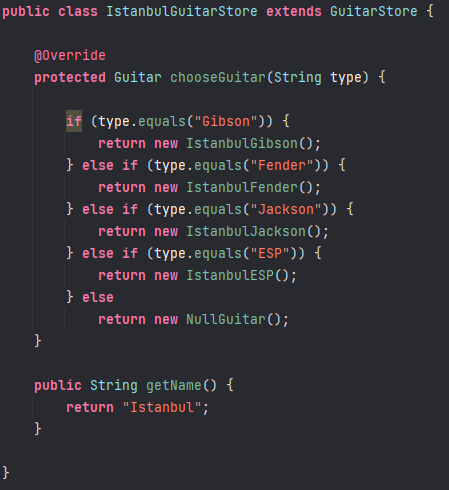 public class IstanbulGuitarStore extends GuitarStore {
@Override
protected Guitar chooseGuitar(String type) {
if (type.equals("Gibson")) {
return new IstanbulGibson();
} else if (type.equals("Fender")) {
return new IstanbulFender();
} else if (type.equals("Jackson")) {
return new IstanbulJackson();
} else if (type.equals("ESP")) {
return new IstanbulESP();
} else
return new NullGuitar();
}
public String getName() {
return "Istanbul";
}
}